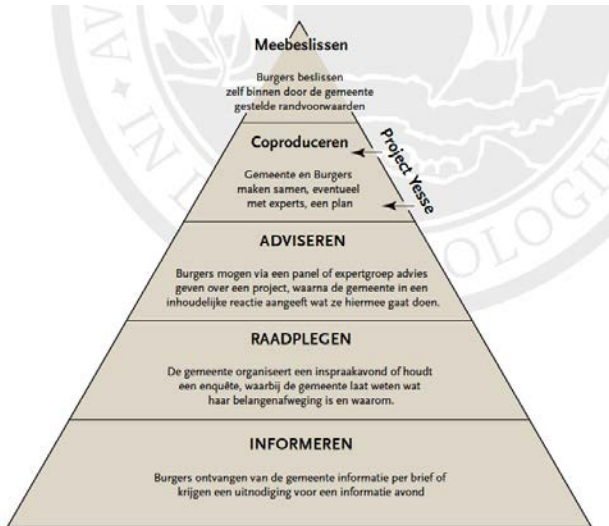 Meebeslissen
Burgers beslissen
zelf binnen door de gemeente
gestelde randvoorwaarden
Coproduceren
Project Yesse
Gemeente en Burgers
maken samen, eventueel
met experts, een plan
ADVISEREN
Burgers mogen via een panel of expertgroep advies
geven over een project, waarna de gemeente in een
inhoudelijke reactie aangeeft wat ze hiermee gaat doen.
RAADPLEGEN
De gemeente organiseert een inspraakavond of houdt
een enquête, waarbij de gemeente laat weten wat
haar belangenafweging is en waarom.
INFORMEREN
Burgers ontvangen van de gemeente informatie per brief of
krijgen een uitnodiging voor een informatie avond